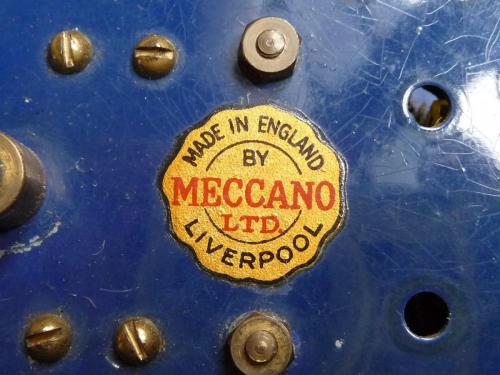 MADE IN ENGLAND
BY
MECCANO
LTD.
LIVERPOOL